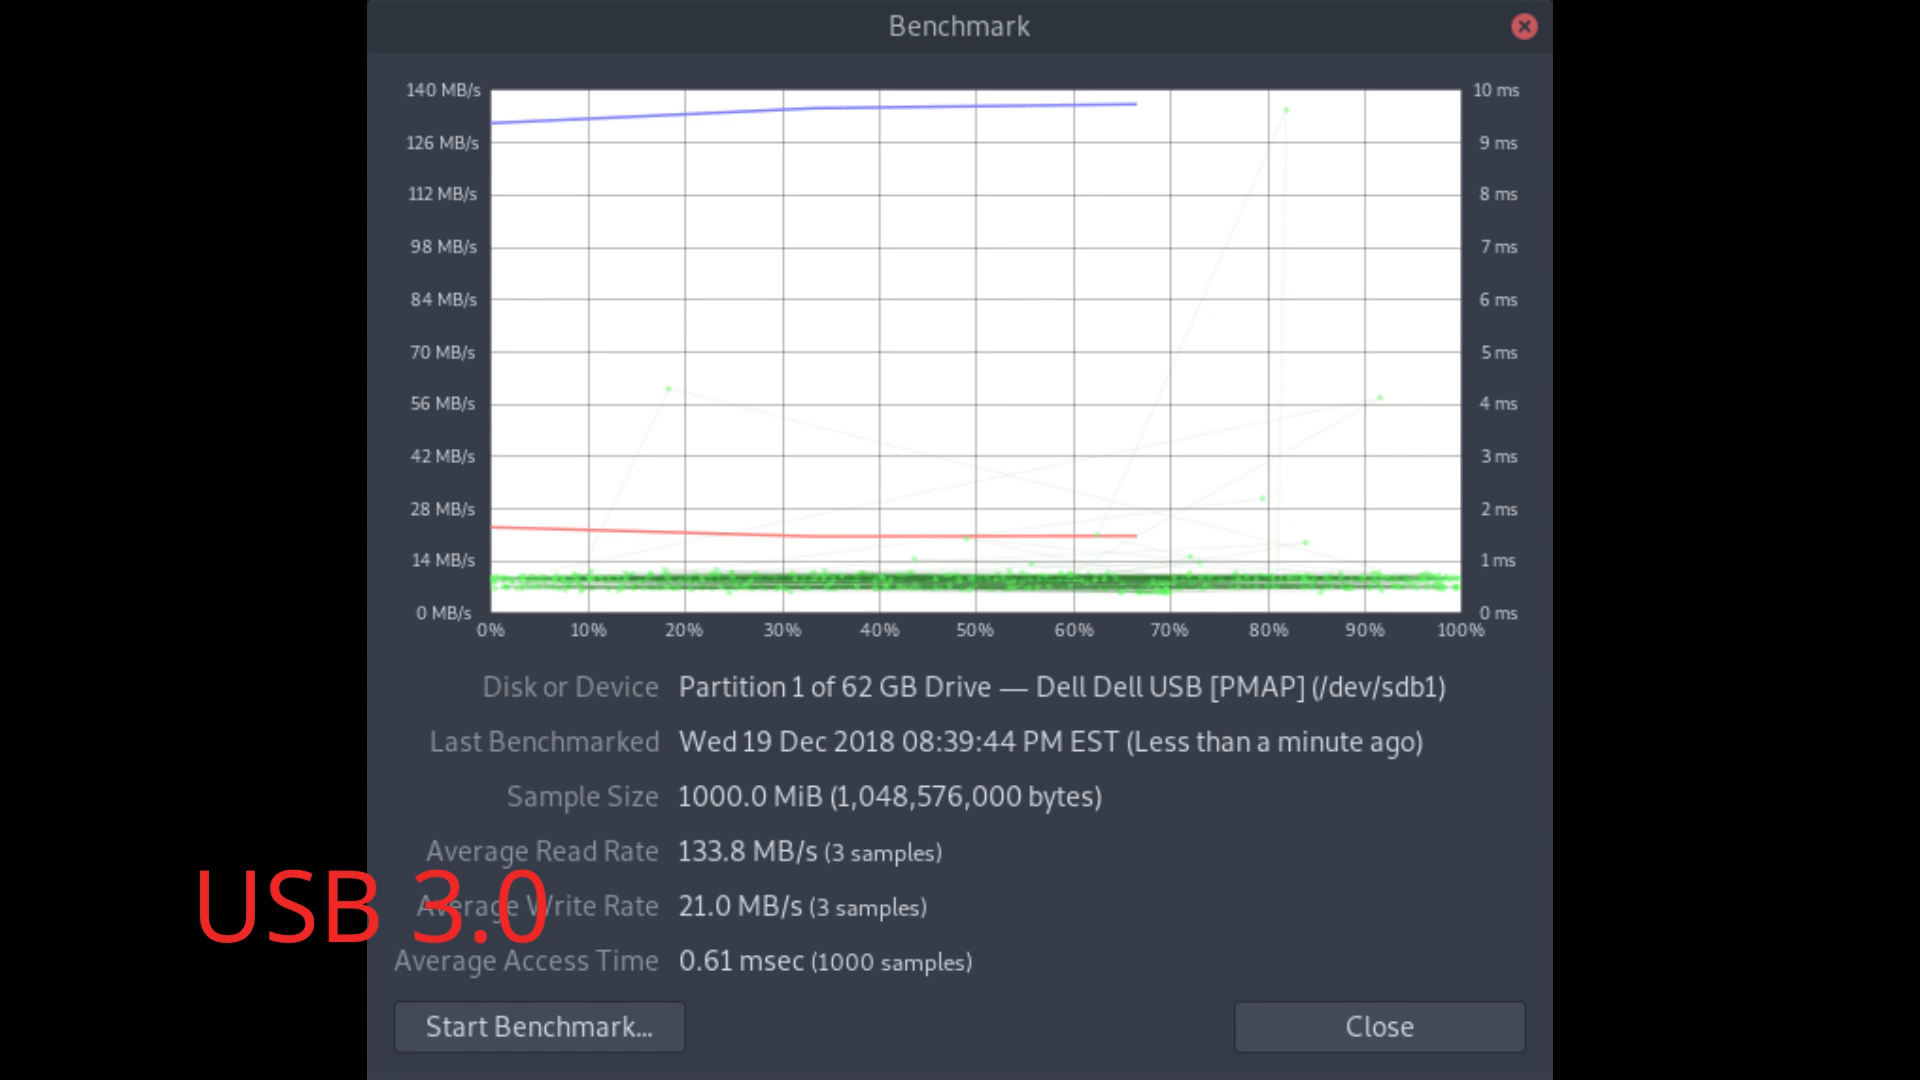 Benchmark
140 MB/s
10 ms
126 MB/s
9 ms
112 MB/s
8 ms
98 MB/s
7 ms
84 MB/s
6 ms
70 MB/s
5 ms
56 MB/s
4 ms
42 MB/s
3 ms
28 MB/s
2 ms
14 MB/s
1 ms
0 MB/s
0 ms
0% 10% 20% 30% 40% 50% 60% 70% 80% 90% 100%
Disk or Device Partition 1 of 62 GB Drive — Dell Dell USB [PMAP] (/dev/sdb1)
Last Benchmarked Wed 19 Dec 2018 08:39:44 PM EST (Less than a minute ago)
Sample Size 1000.0 MiB (1,048,576,000 bytes)
Average Read Rate 133.8 MB/s (3 samples)
USB 3.0
Average Write Rate 21.0 MB/s (3 samples)
Average Access Time 0.61 msec (1000 samples)
Start Benchmark...
Close